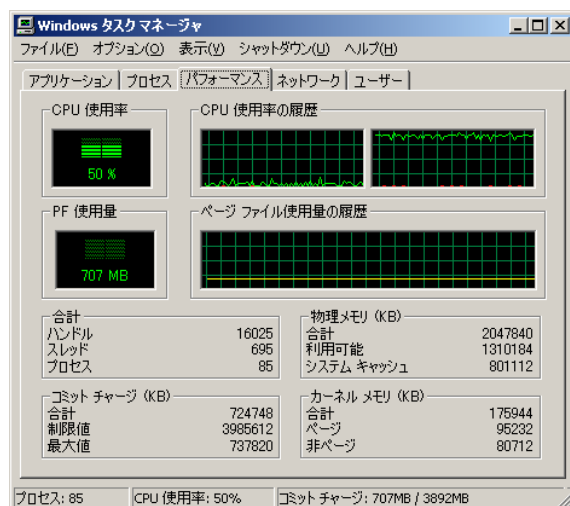 Windows タスク マネージャ
ファイル(F) オプション(O) 表示(V) シャットダウン(U) ヘルプ(H)
アプリケーション プロセス パフォーマンス ネットワーク ユーザー
CPU 使用率
50 %
CPU 使用率の履歴
PF 使用量
707 MB
ページ ファイル使用量の履歴
合計
ハンドル 16025
スレッド 695
プロセス 85
物理メモリ (KB)
合計 2047840
利用可能 1310184
システム キャッシュ 801112
コミット チャージ (KB)
合計 724748
制限値 3985612
最大値 737820
カーネル メモリ (KB)
合計 175944
ページ 95232
非ページ 80712
プロセス: 85 CPU 使用率: 50% コミット チャージ: 707MB / 3892MB